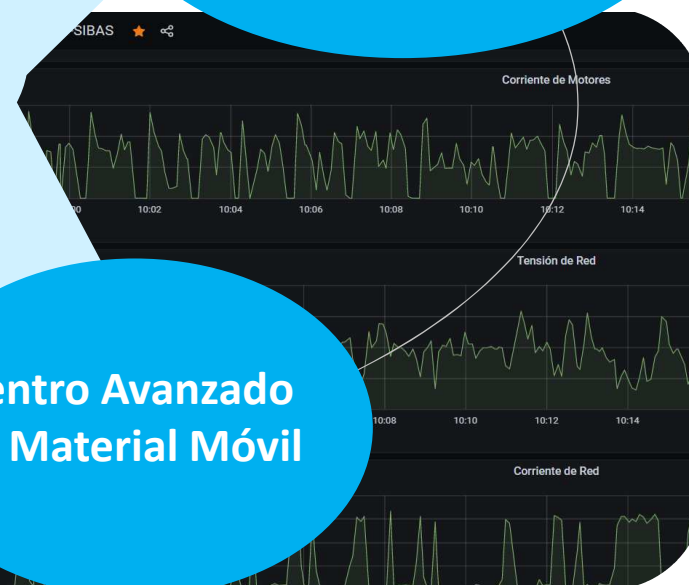 SIBAS
Corriente de Motores
10:02 10:04 10:06 10:08 10:10 10:12 10:14
Tensión de Red
10:08 10:10 10:12 10:14
Avanzado
Material Móvil
Corriente de Red